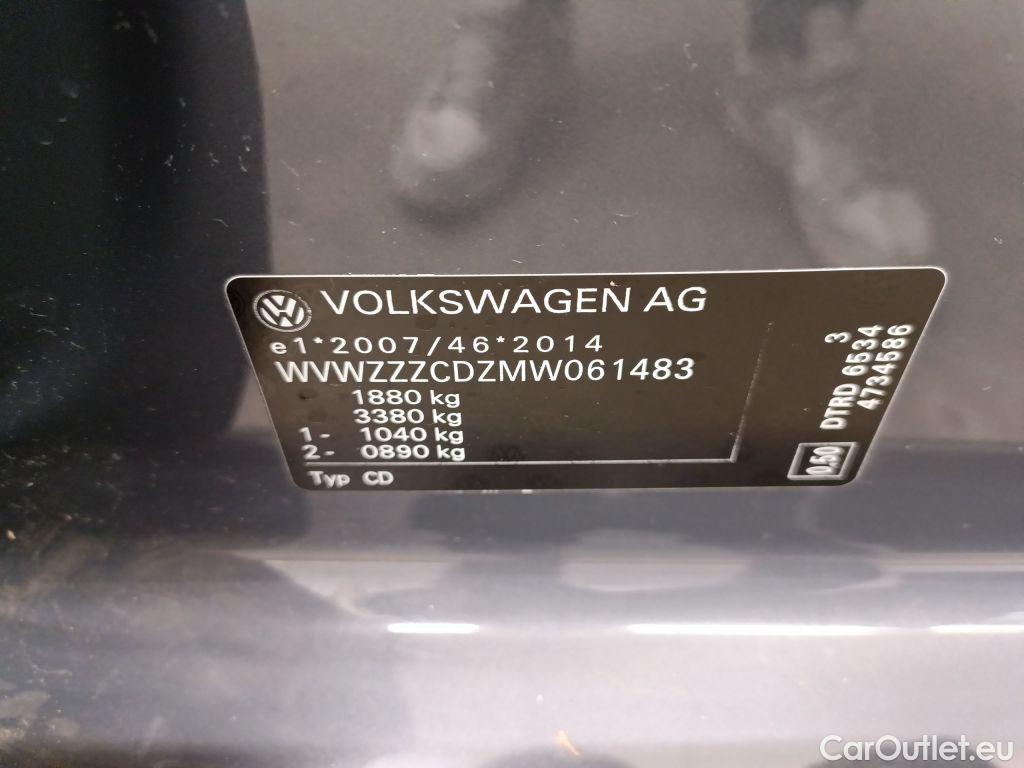 VOLKSWAGEN AG
e1*2007/46*2014
WVWZZZCDZMW061483
1880 kg
3380 kg
1- 1040 kg
2- 0890 kg
Typ CD
3
DTRD 6534
4734586
0.50
CarOutlet.eu